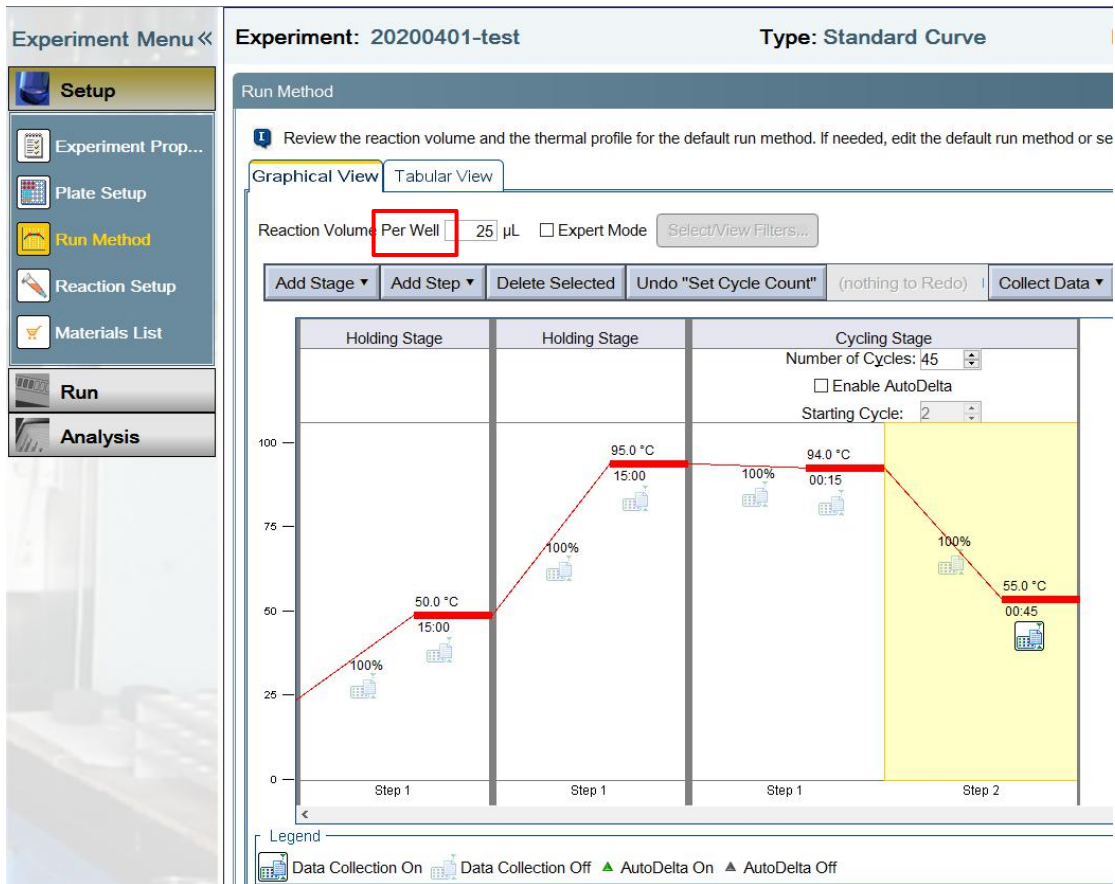 Experiment Menu «
Experiment: 20200401-test
Type: Standard Curve
Setup
Experiment Prop...
Plate Setup
Run Method
Reaction Setup
Materials List
Run
Analysis
Run Method
Review the reaction volume and the thermal profile for the default run method. If needed, edit the default run method or se
Graphical View Tabular View
Reaction Volume Per Well 25 µL Expert Mode Select/View Filters...
Add Stage ▼ Add Step ▼ Delete Selected Undo "Set Cycle Count" (nothing to Redo) Collect Data ▼
Holding Stage Holding Stage Cycling Stage
Number of Cycles: 45
Enable AutoDelta
Starting Cycle: 2
100
75
50
25
0
100%
50.0 °C
15:00
100%
95.0 °C
15:00
100%
94.0 °C
00:15
100%
55.0 °C
00:45
Step 1 Step 1 Step 1 Step 2
Legend
Data Collection On Data Collection Off ▲ AutoDelta On ▲ AutoDelta Off